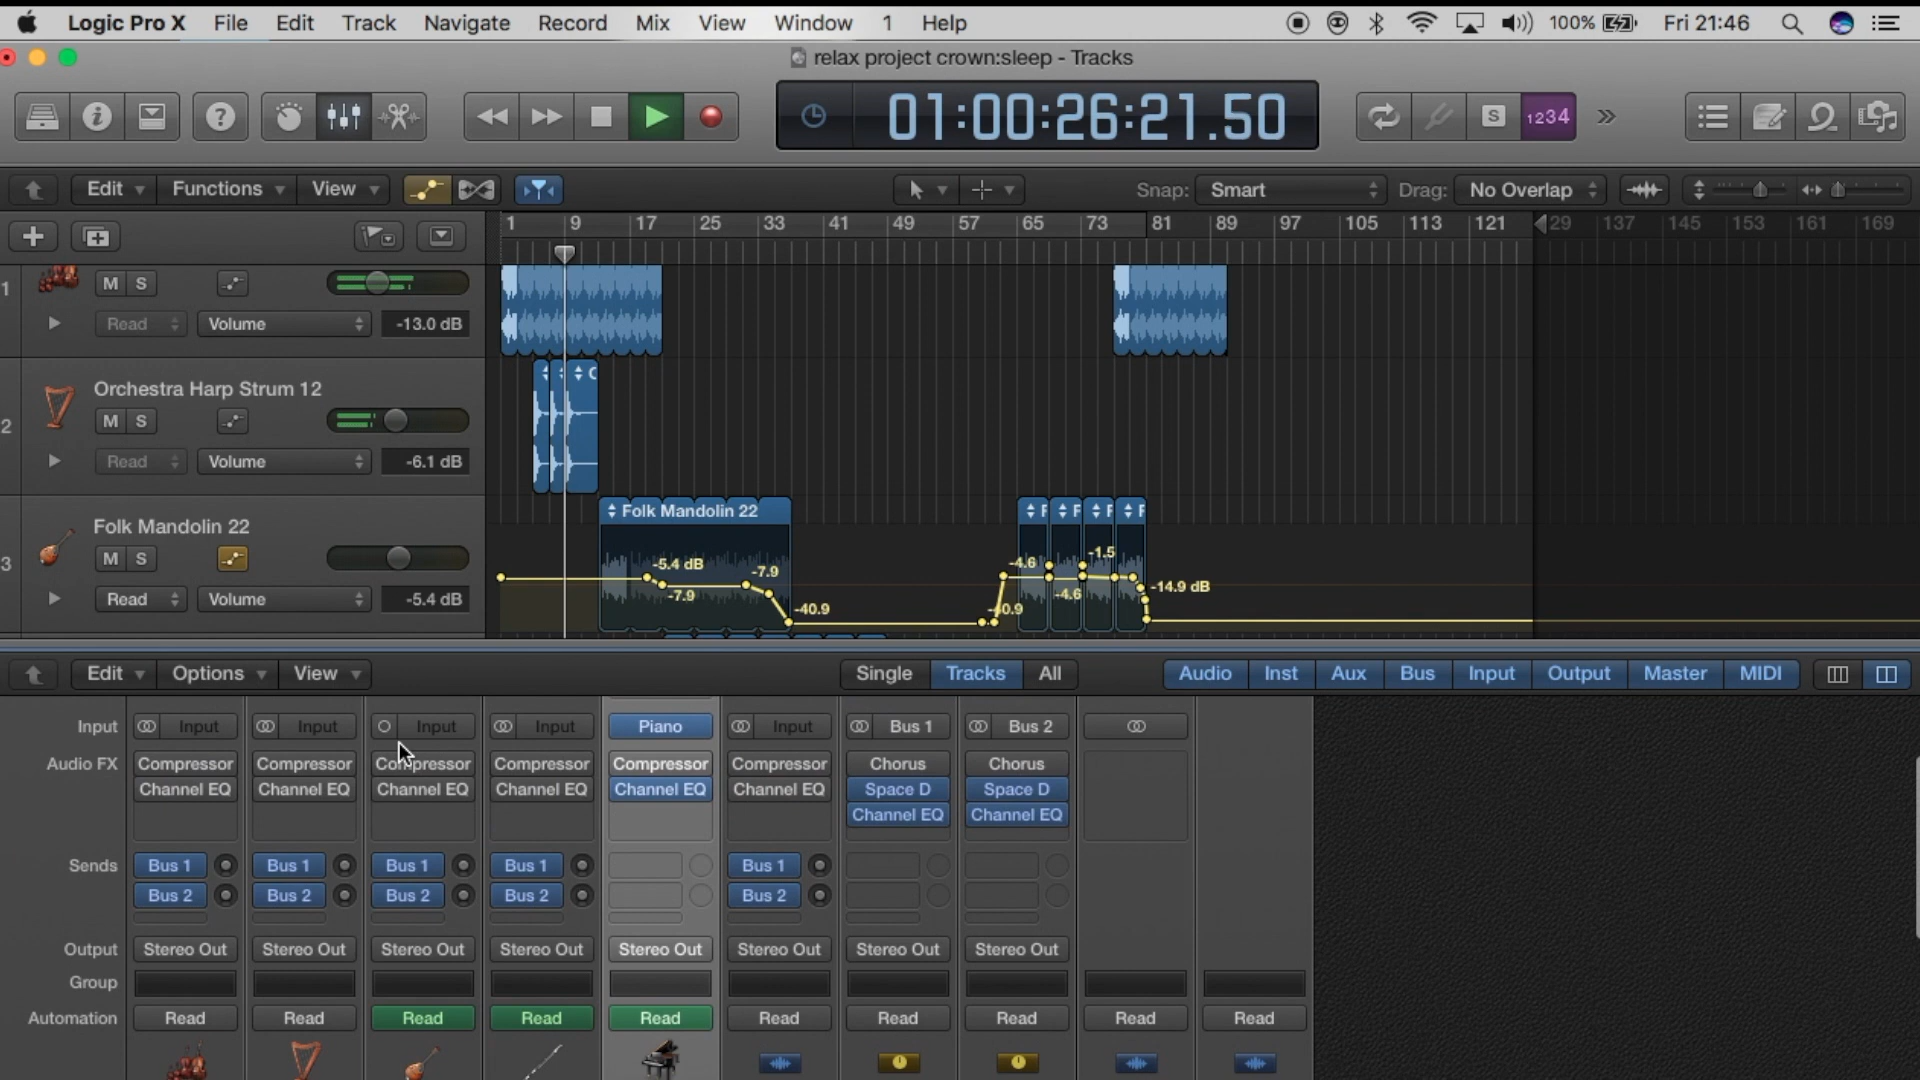 Logic Pro X File Edit Track Navigate Record Mix View Window 1 Help 100% Fri 21:46
relax project crown:sleep - Tracks
01:00:26:21.50
? S 1234
Edit Functions View Snap: Smart Drag: No Overlap
1 9 17 25 33 41 49 57 65 73 81 89 97 105 113 121 29 137 145 153 161 169
1 M S
Read Volume -13.0 dB
Orchestra Harp Strum 12
2 M S
Read Volume -6.1 dB
C
Folk Mandolin 22
3 M S
Read Volume -5.4 dB
Folk Mandolin 22 F F F F
-5.4 dB -7.9 -7.9 -40.9 -4.6 -1.5 -4.6 -14.9 dB
Edit Options View Single Tracks All Audio Inst Aux Bus Input Output Master MIDI
Input Input Input Input Input Piano Input Bus 1 Bus 2
Audio FX Compressor Compressor Compressor Compressor Compressor Compressor Chorus Chorus
Channel EQ Channel EQ Channel EQ Channel EQ Channel EQ Channel EQ Space D Space D
Channel EQ Channel EQ
Sends Bus 1 Bus 1 Bus 1 Bus 1 Bus 1
Bus 2 Bus 2 Bus 2 Bus 2 Bus 2
Output Stereo Out Stereo Out Stereo Out Stereo Out Stereo Out Stereo Out Stereo Out Stereo Out
Group
Automation Read Read Read Read Read Read Read Read Read Read